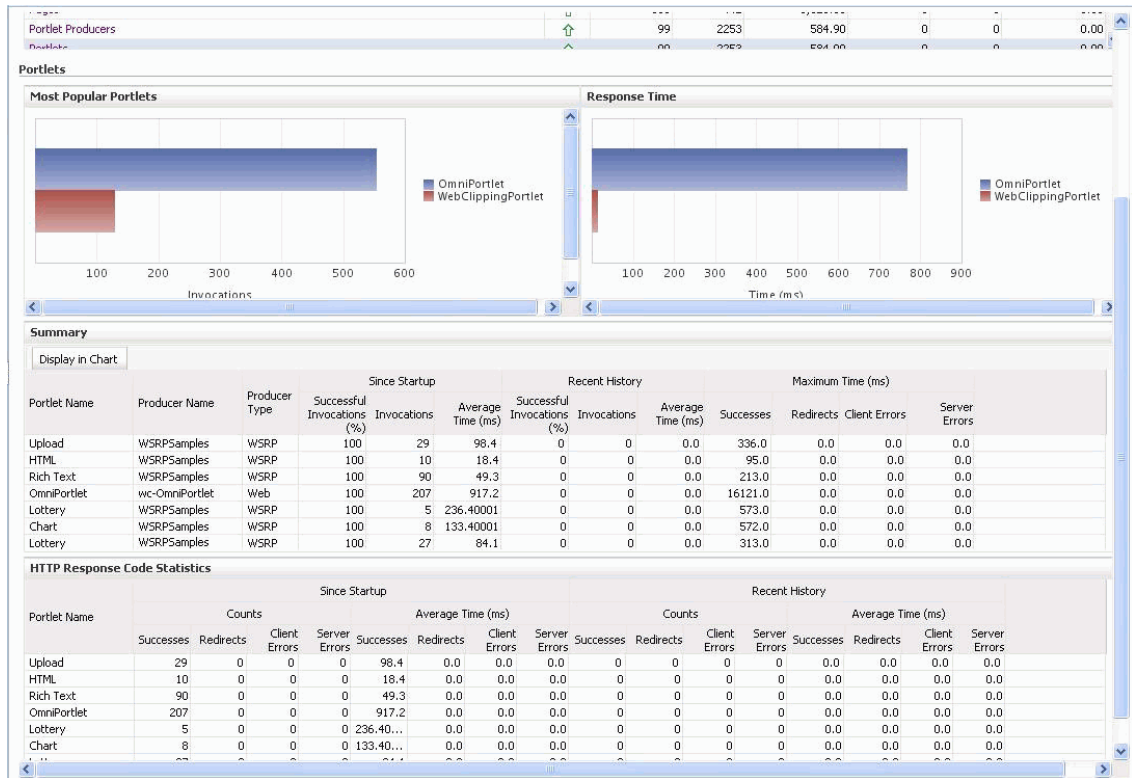 Portlet Producers 99 2253 584.90 0 0 0.00
Portlets 99 2253 584.90 0 0 0.00
Portlets
Most Popular Portlets
OmniPortlet
WebClippingPortlet
100 200 300 400 500 600
Invocations
Response Time
OmniPortlet
WebClippingPortlet
100 200 300 400 500 600 700 800 900
Time (ms)
Summary
Display in Chart
Since Startup Recent History Maximum Time (ms)
Portlet Name Producer Name Producer Type Successful Invocations (%) Invocations Average Time (ms) Successful Invocations (%) Invocations Average Time (ms) Successes Redirects Client Errors Server Errors
Upload WSRPSamples WSRP 100 29 98.4 0 0 0.0 336.0 0.0 0.0 0.0
HTML WSRPSamples WSRP 100 10 18.4 0 0 0.0 95.0 0.0 0.0 0.0
Rich Text WSRPSamples WSRP 100 90 49.3 0 0 0.0 213.0 0.0 0.0 0.0
OmniPortlet wc-OmniPortlet Web 100 207 917.2 0 0 0.0 16121.0 0.0 0.0 0.0
Lottery WSRPSamples WSRP 100 5 236.40001 0 0 0.0 573.0 0.0 0.0 0.0
Chart WSRPSamples WSRP 100 8 133.40001 0 0 0.0 572.0 0.0 0.0 0.0
Lottery WSRPSamples WSRP 100 27 84.1 0 0 0.0 313.0 0.0 0.0 0.0
HTTP Response Code Statistics
Since Startup Recent History
Portlet Name Counts Average Time (ms) Counts Average Time (ms)
Successes Redirects Client Errors Server Errors Successes Redirects Client Errors Server Errors Successes Redirects Client Errors Server Errors Successes Redirects Client Errors Server Errors
Upload 29 0 0 0 98.4 0.0 0.0 0.0 0 0 0 0 0.0 0.0 0.0 0.0
HTML 10 0 0 0 18.4 0.0 0.0 0.0 0 0 0 0 0.0 0.0 0.0 0.0
Rich Text 90 0 0 0 49.3 0.0 0.0 0.0 0 0 0 0 0.0 0.0 0.0 0.0
OmniPortlet 207 0 0 0 917.2 0.0 0.0 0.0 0 0 0 0 0.0 0.0 0.0 0.0
Lottery 5 0 0 0 236.40... 0.0 0.0 0.0 0 0 0 0 0.0 0.0 0.0 0.0
Chart 8 0 0 0 133.40... 0.0 0.0 0.0 0 0 0 0 0.0 0.0 0.0 0.0